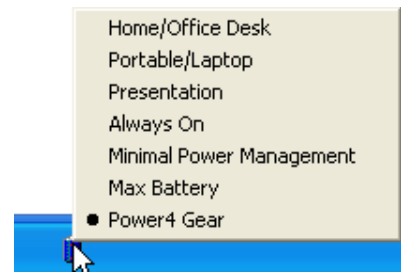 Home/Office Desk
Portable/Laptop
Presentation
Always On
Minimal Power Management
Max Battery
Power4 Gear